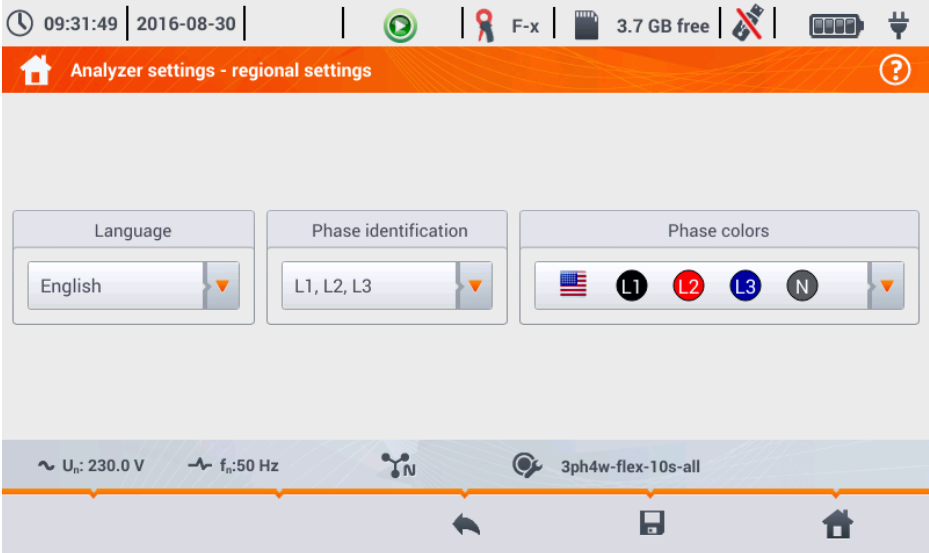 09:31:49 2016-08-30 F-x 3.7 GB free
Analyzer settings - regional settings ?
Language Phase identification Phase colors
English L1, L2, L3 L1 L2 L3 N
Un: 230.0 V fn:50 Hz N 3ph4w-flex-10s-all